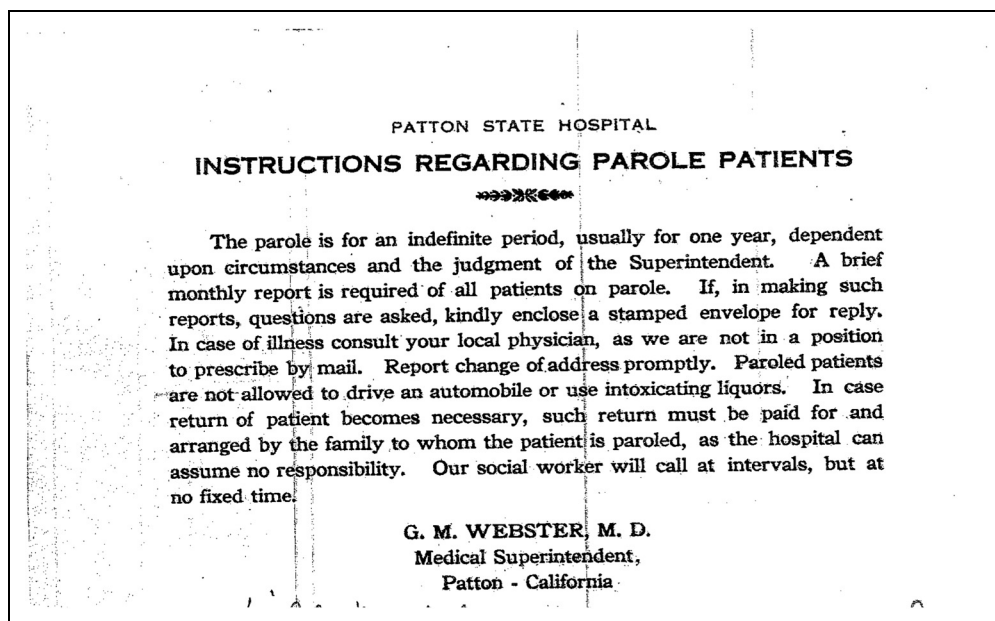 PATTON STATE HOSPITAL
INSTRUCTIONS REGARDING PAROLE PATIENTS
The parole is for an indefinite period, usually for one year, dependent
upon circumstances and the judgment of the Superintendent. A brief
monthly report is required of all patients on parole. If, in making such
reports, questions are asked, kindly enclose a stamped envelope for reply.
In case of illness consult your local physician, as we are not in a position
to prescribe by mail. Report change of address promptly. Paroled patients
are not allowed to drive an automobile or use intoxicating liquors. In case
return of patient becomes necessary, such return must be paid for and
arranged by the family to whom the patient is paroled, as the hospital can
assume no responsibility. Our social worker will call at intervals, but at
no fixed time.
G. M. WEBSTER, M. D.
Medical Superintendent,
Patton - California